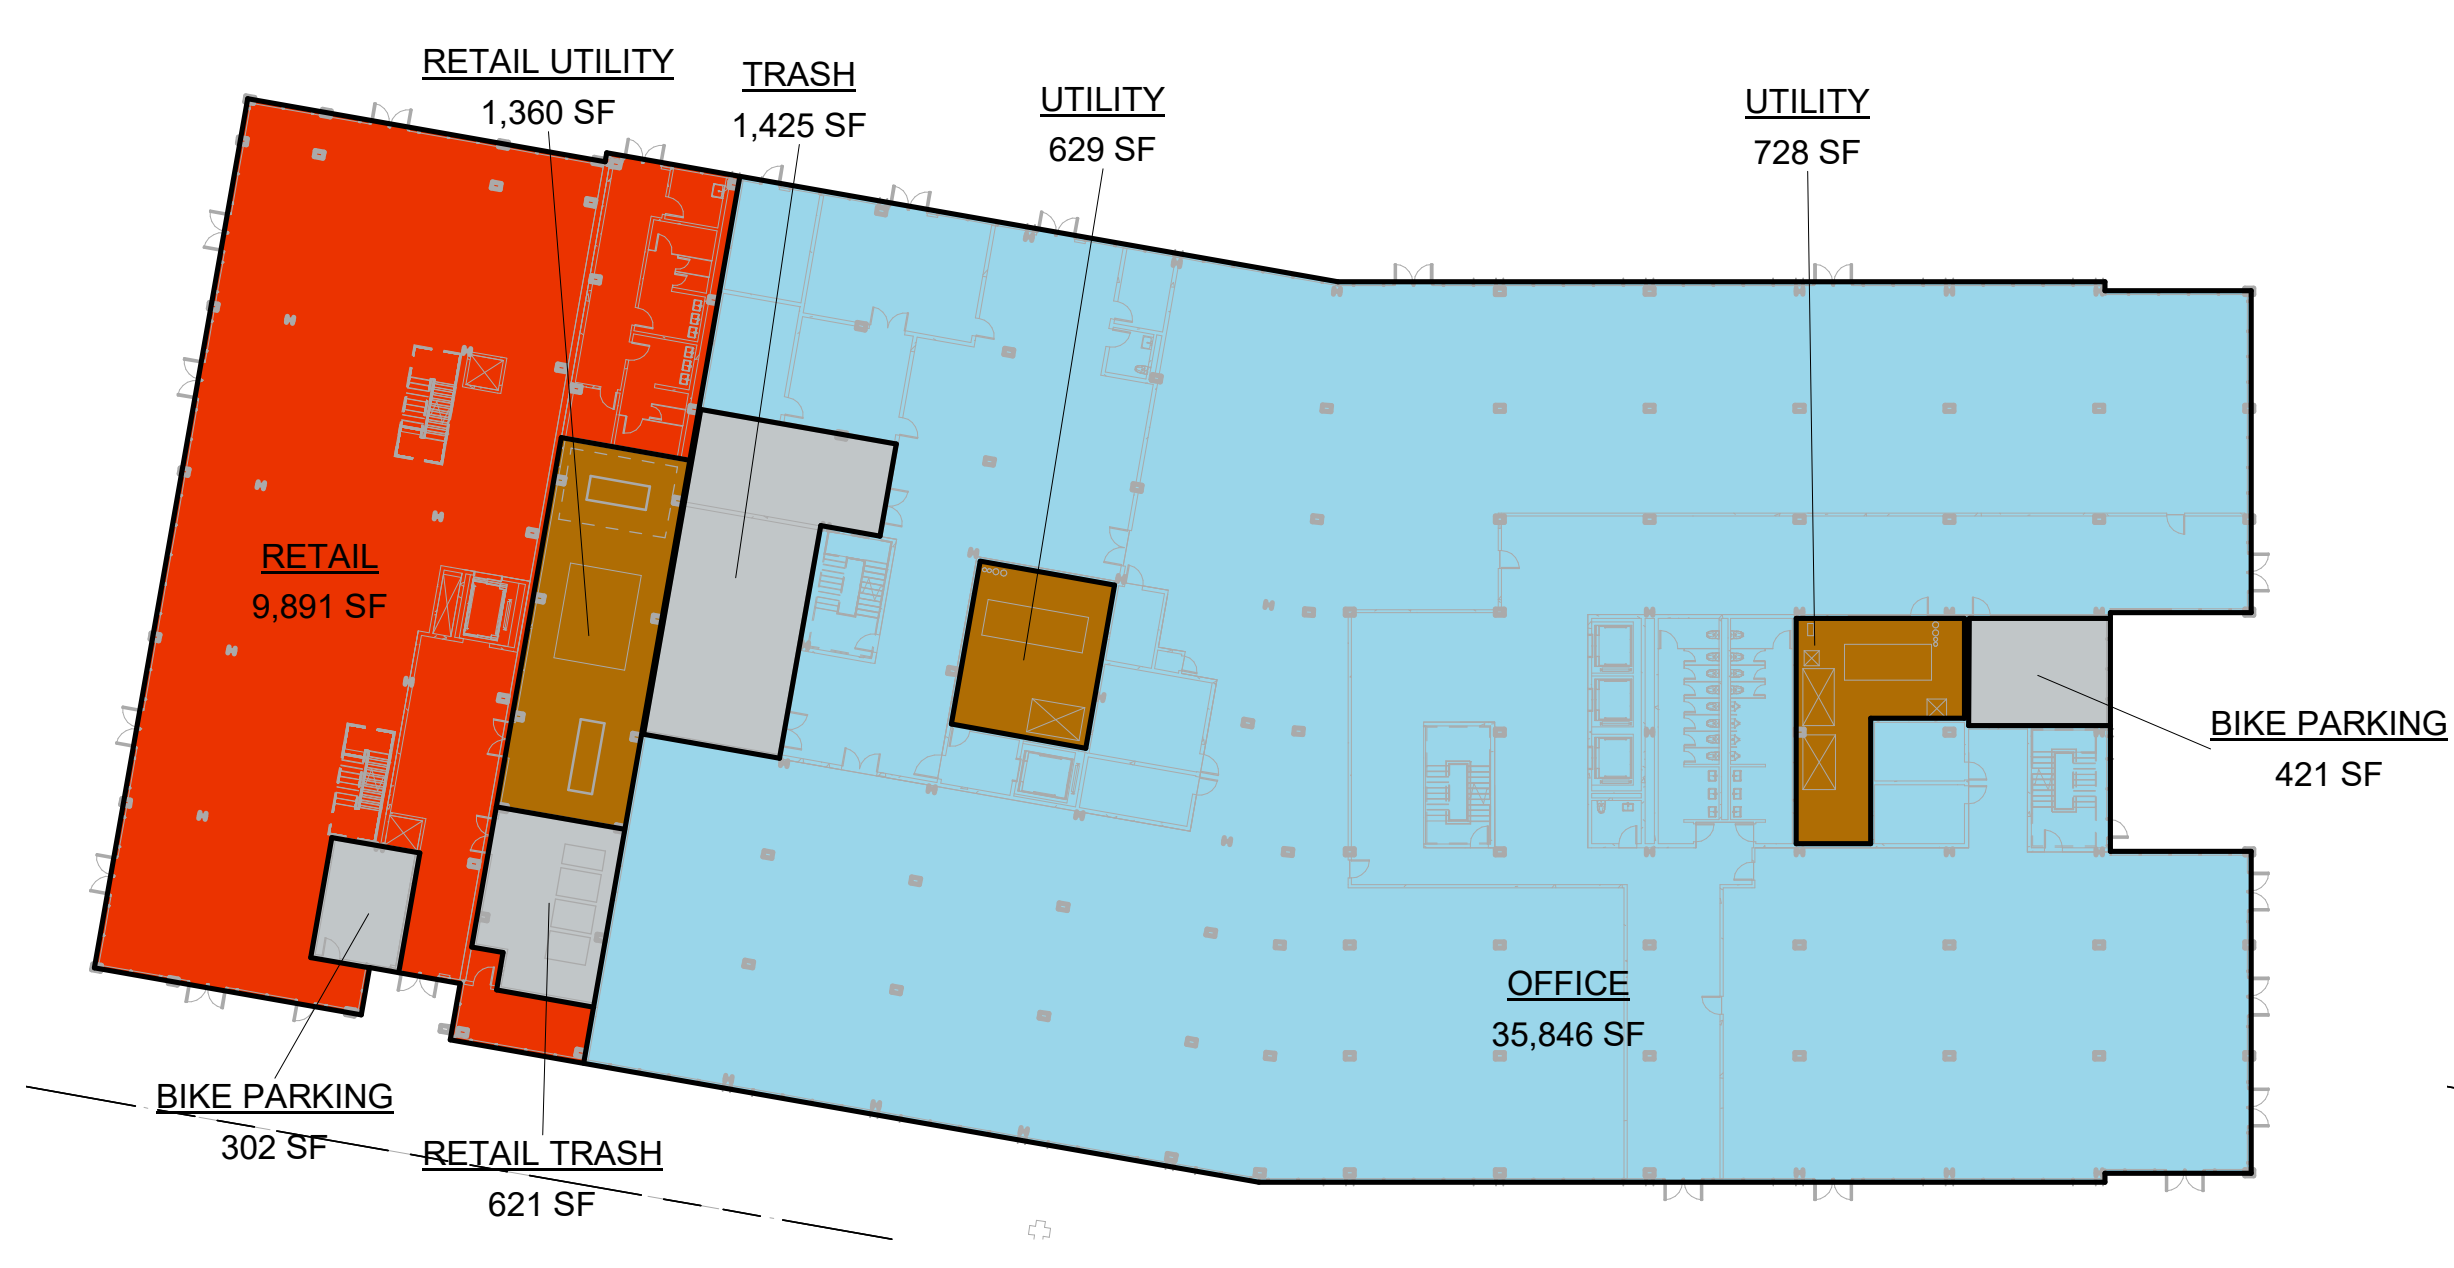 RETAIL UTILITY
1,360 SF
TRASH
1,425 SF
UTILITY
629 SF
UTILITY
728 SF
RETAIL
9,891 SF
BIKE PARKING
421 SF
OFFICE
35,846 SF
BIKE PARKING
302 SF
RETAIL TRASH
621 SF